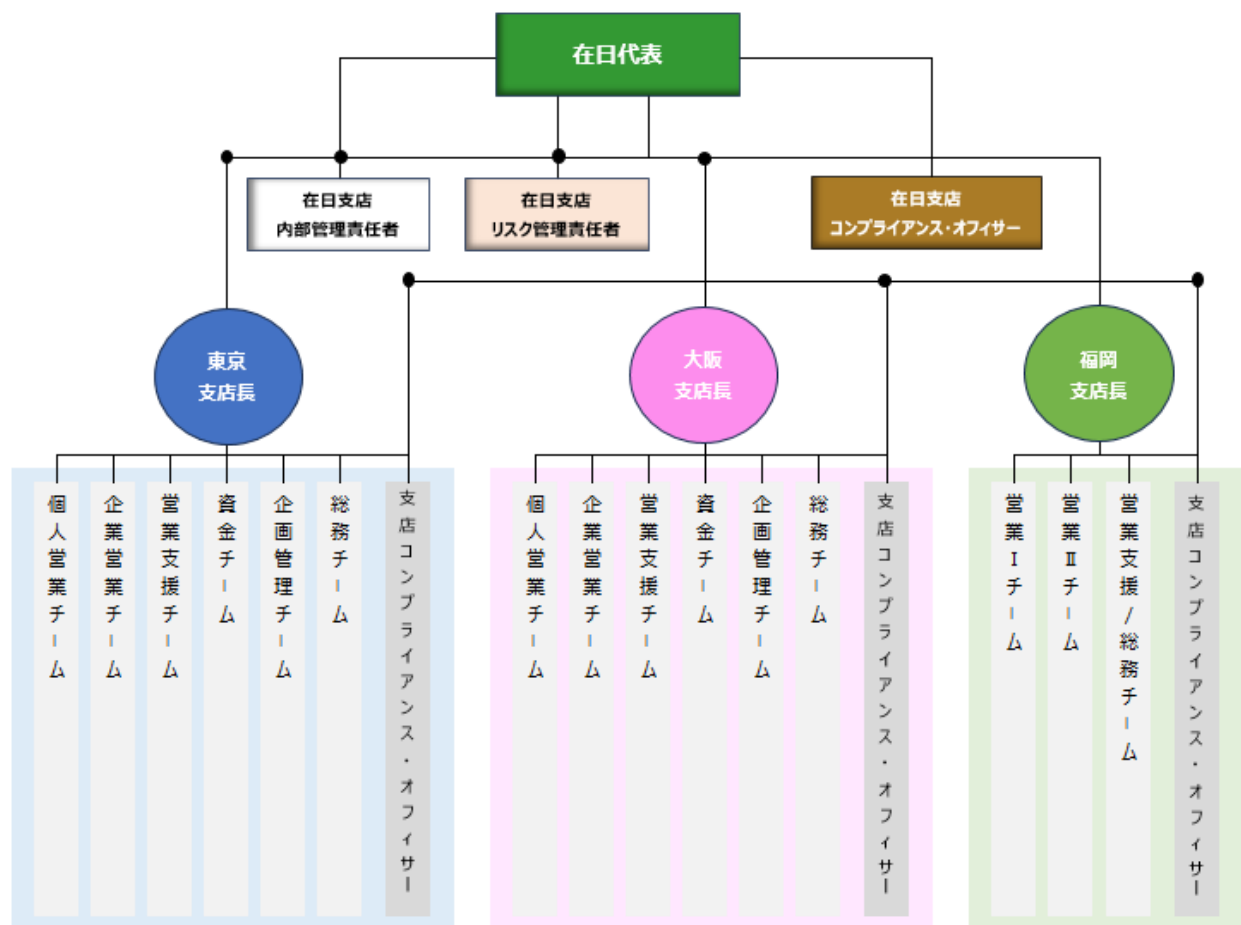 在日代表
在日支店
内部管理責任者
在日支店
リスク管理責任者
在日支店
コンプライアンス・オフィサー
東京
支店長
大阪
支店長
福岡
支店長
個人営業チーム
企業営業チーム
営業支援チーム
資金チーム
企画管理チーム
総務チーム
支店コンプライアンス・オフィサー
個人営業チーム
企業営業チーム
営業支援チーム
資金チーム
企画管理チーム
総務チーム
支店コンプライアンス・オフィサー
営業Ⅰチーム
営業Ⅱチーム
営業支援/総務チーム
支店コンプライアンス・オフィサー